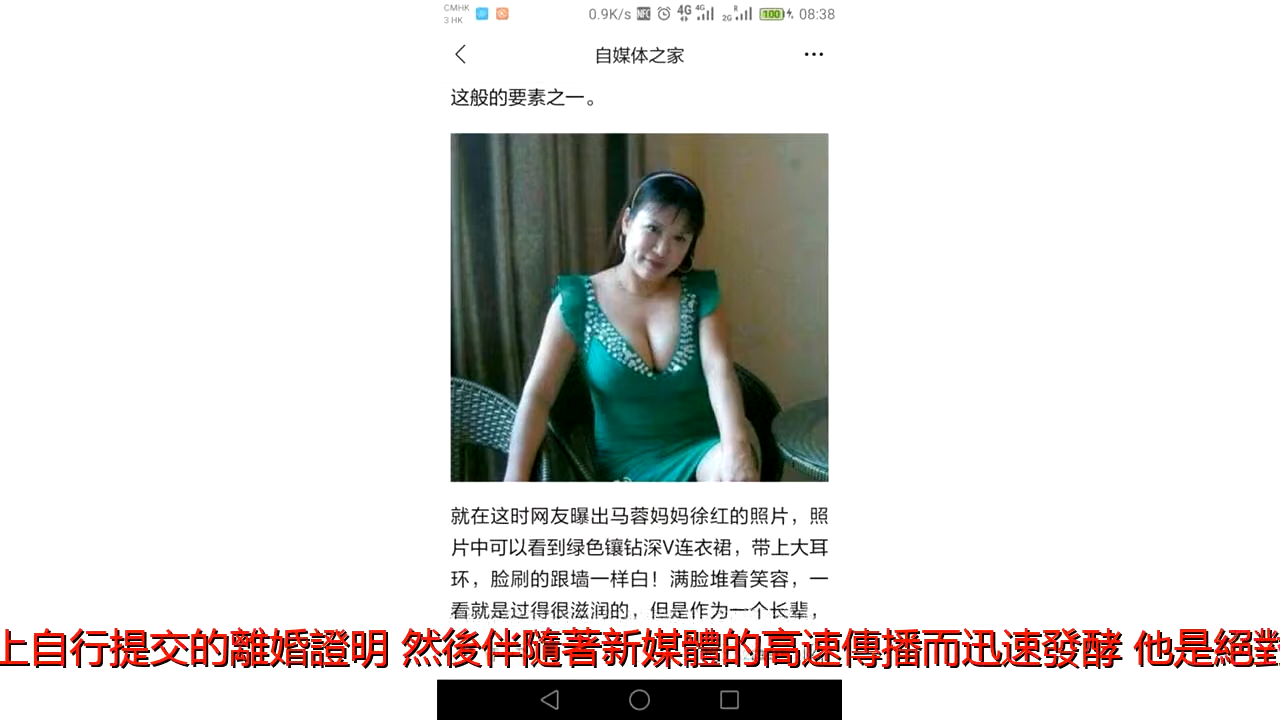 CMHK
3 HK
0.9K/s NFC 4G 4G 2G R 100 08:38
自媒体之家
这般的要素之一。
就在这时网友曝出马蓉妈妈徐红的照片，照
片中可以看到绿色镶钻深V连衣裙，带上大耳
环，脸刷的跟墙一样白！满脸堆着笑容，一
看就是过得很滋润的，但是作为一个长辈，
上自行提交的離婚證明 然後伴隨著新媒體的高速傳播而迅速發酵 他是絕對